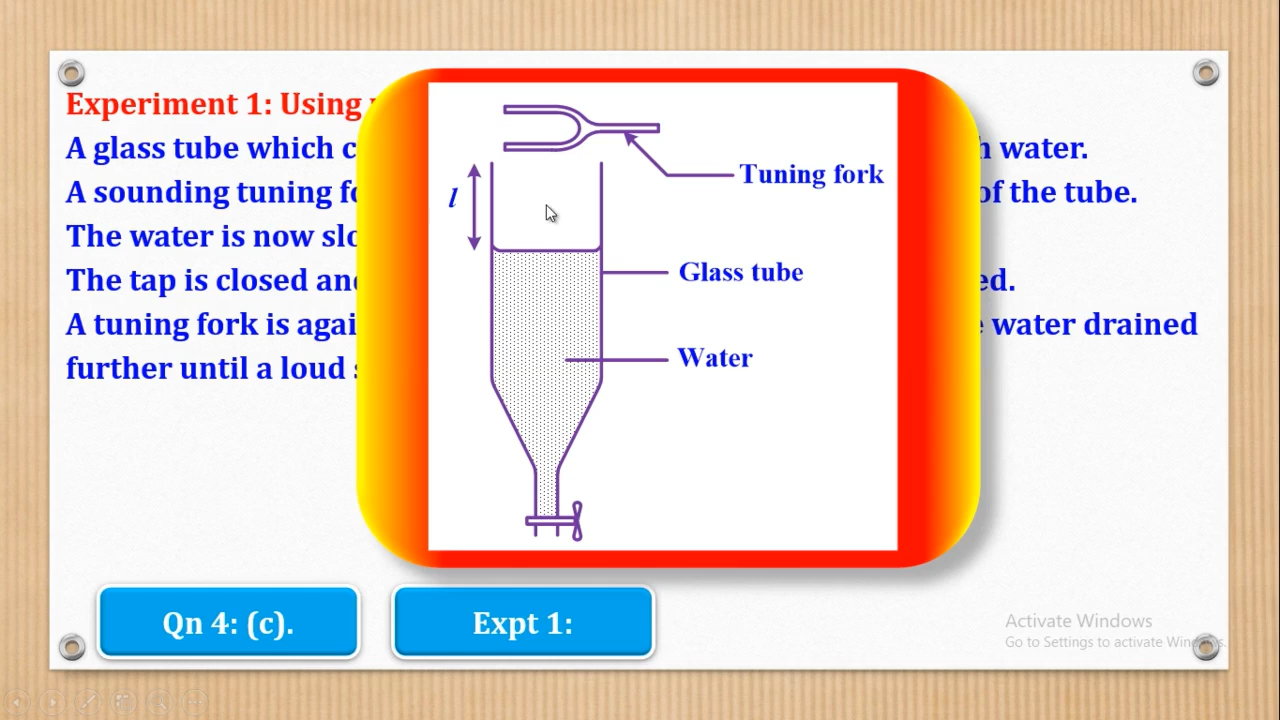 Experiment 1: Using
A glass tube which c
water.
A sounding tuning fo
of the tube.
The water is now slo
The tap is closed and
ed.
A tuning fork is agai
water drained
further until a loud
Tuning fork
l
Glass tube
Water
Qn 4: (c).
Expt 1:
Activate Windows
Go to Settings to activate Windows.